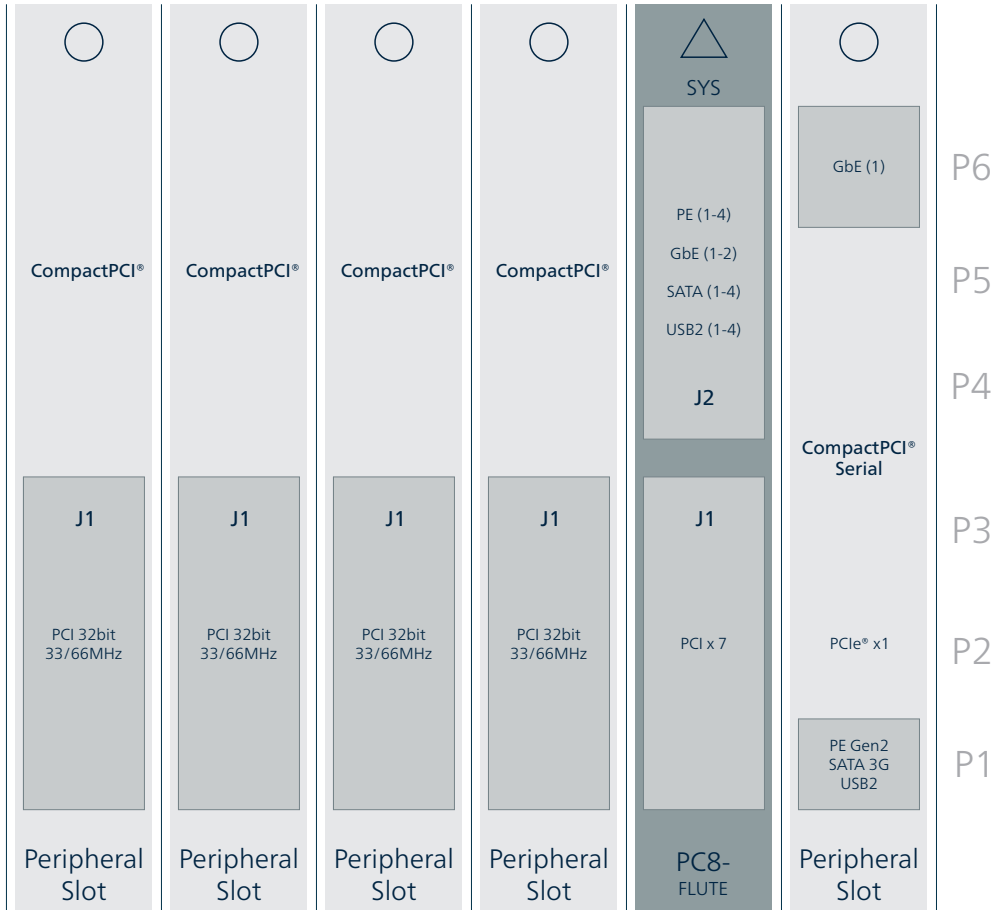 CompactPCI®
J1
PCI 32bit
33/66MHz
Peripheral
Slot
CompactPCI®
J1
PCI 32bit
33/66MHz
Peripheral
Slot
CompactPCI®
J1
PCI 32bit
33/66MHz
Peripheral
Slot
CompactPCI®
J1
PCI 32bit
33/66MHz
Peripheral
Slot
SYS
PE (1-4)
GbE (1-2)
SATA (1-4)
USB2 (1-4)
J2
J1
PCI x 7
PC8-
FLUTE
GbE (1)
CompactPCI®
Serial
PCIe® x1
PE Gen2
SATA 3G
USB2
Peripheral
Slot
P6
P5
P4
P3
P2
P1